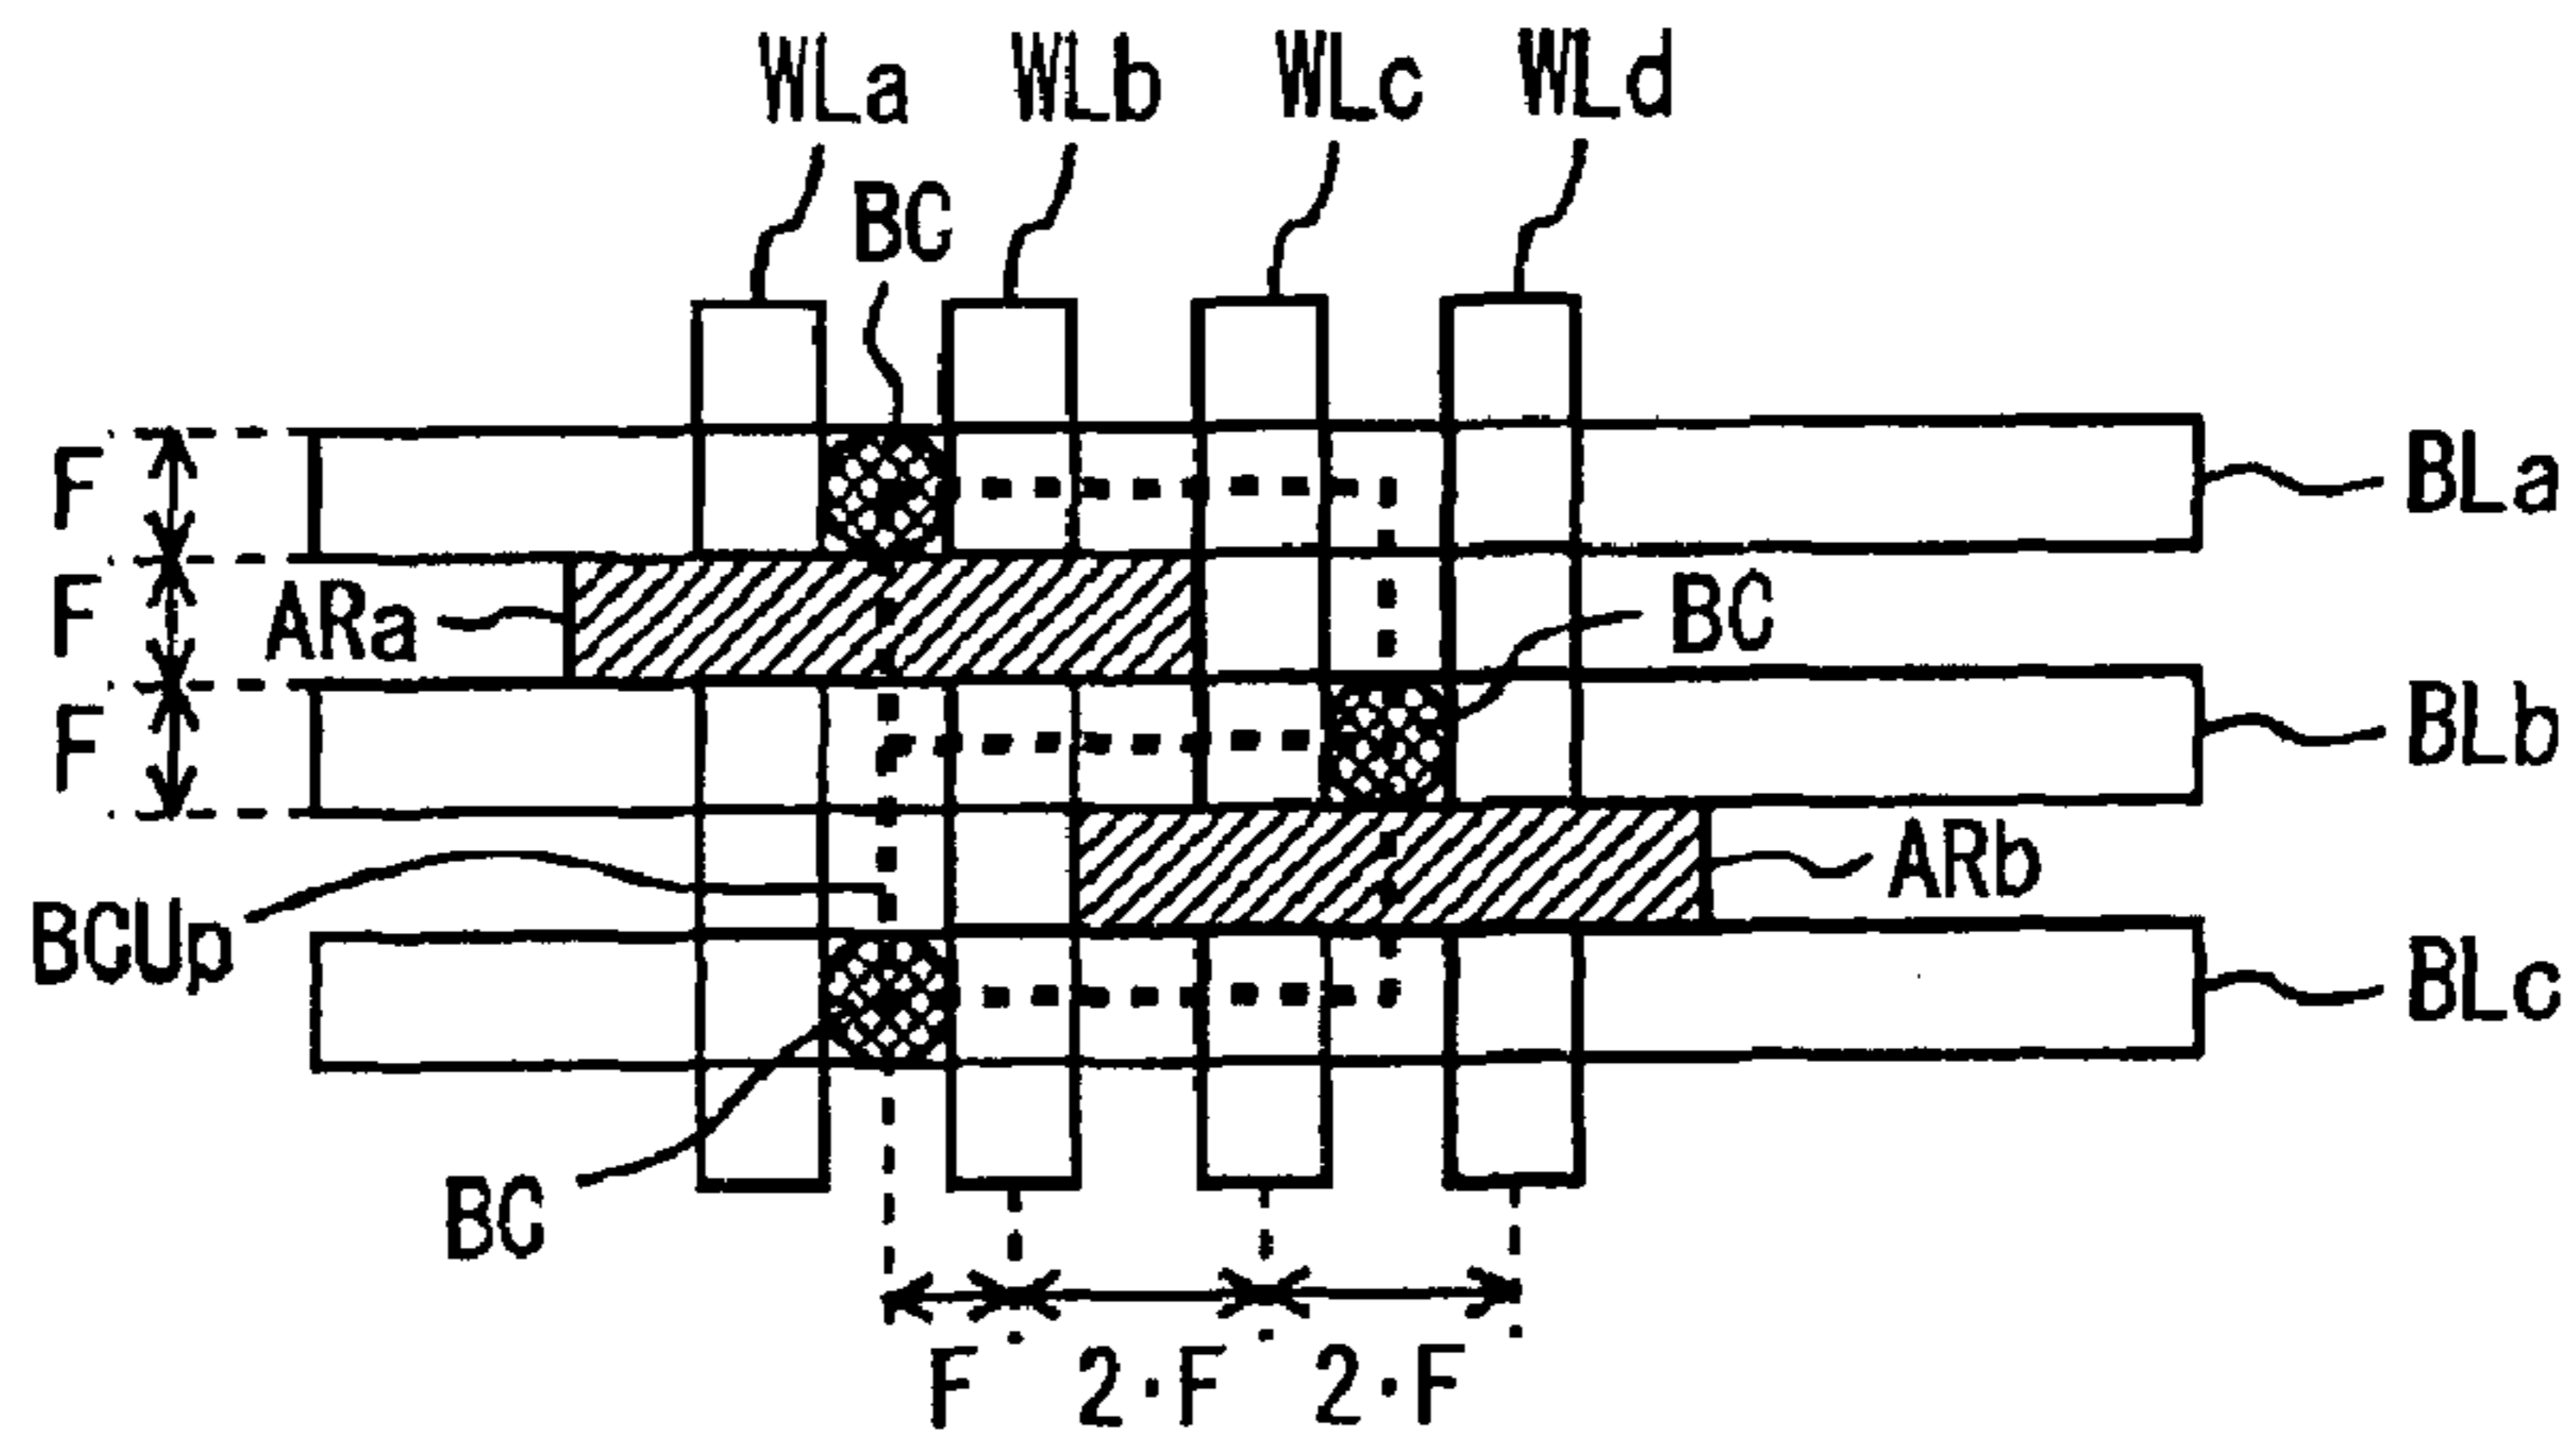 WLa WLb WLc WLd
BC
F BLa
F ARa BC
F BLb
ARb
BCUp BLc
BC
F 2·F 2·F